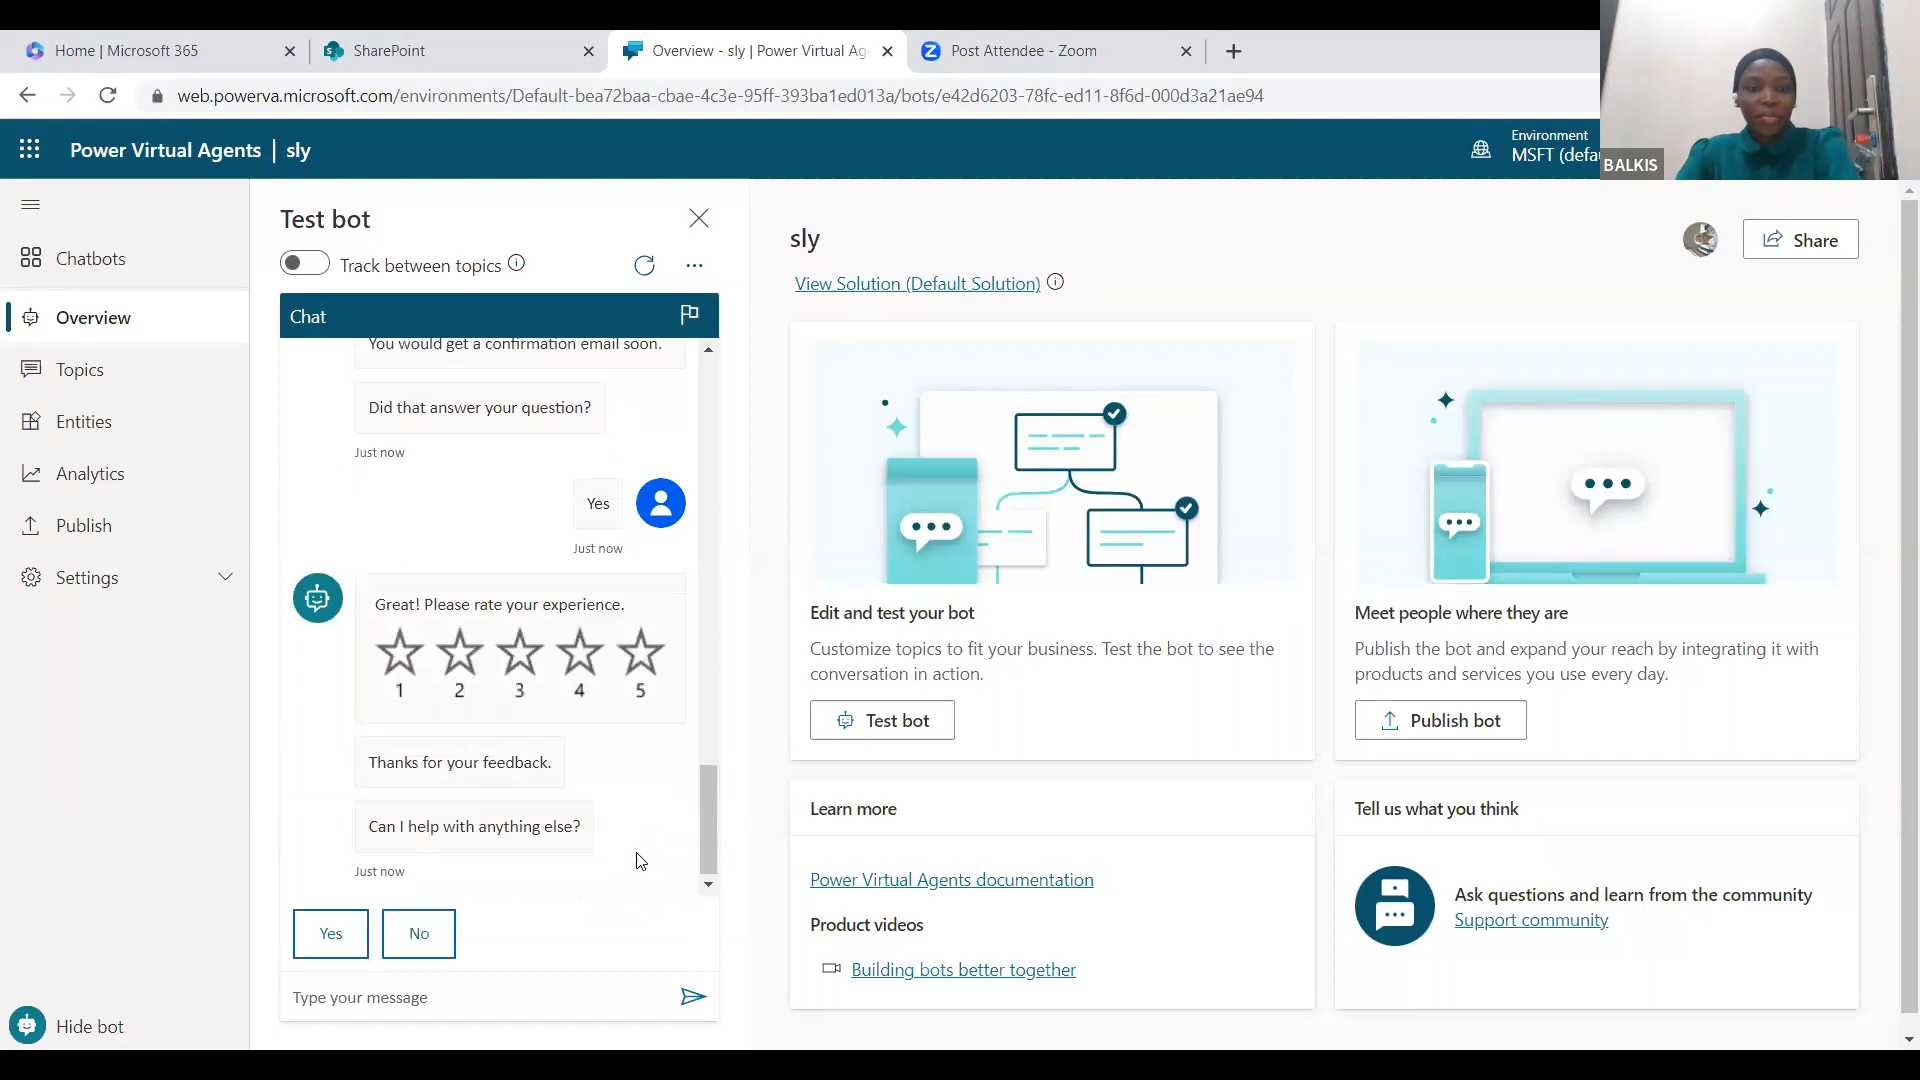 Home | Microsoft 365
SharePoint
Overview - sly | Power Virtual Ag
Post Attendee - Zoom
web.powerva.microsoft.com/environments/Default-bea72baa-cbae-4c3e-95ff-393ba1ed013a/bots/e42d6203-78fc-ed11-8f6d-000d3a21ae94
Power Virtual Agents | sly
Environment
MSFT (defa
BALKIS
Chatbots
Overview
Topics
Entities
Analytics
Publish
Settings
Hide bot
Test bot
Track between topics
Chat
You would get a confirmation email soon.
Did that answer your question?
Just now
Yes
Just now
Great! Please rate your experience.
1 2 3 4 5
Thanks for your feedback.
Can I help with anything else?
Just now
Yes
No
Type your message
sly
Share
View Solution (Default Solution)
Edit and test your bot
Customize topics to fit your business. Test the bot to see the
conversation in action.
Test bot
Meet people where they are
Publish the bot and expand your reach by integrating it with
products and services you use every day.
Publish bot
Learn more
Power Virtual Agents documentation
Product videos
Building bots better together
Tell us what you think
Ask questions and learn from the community
Support community